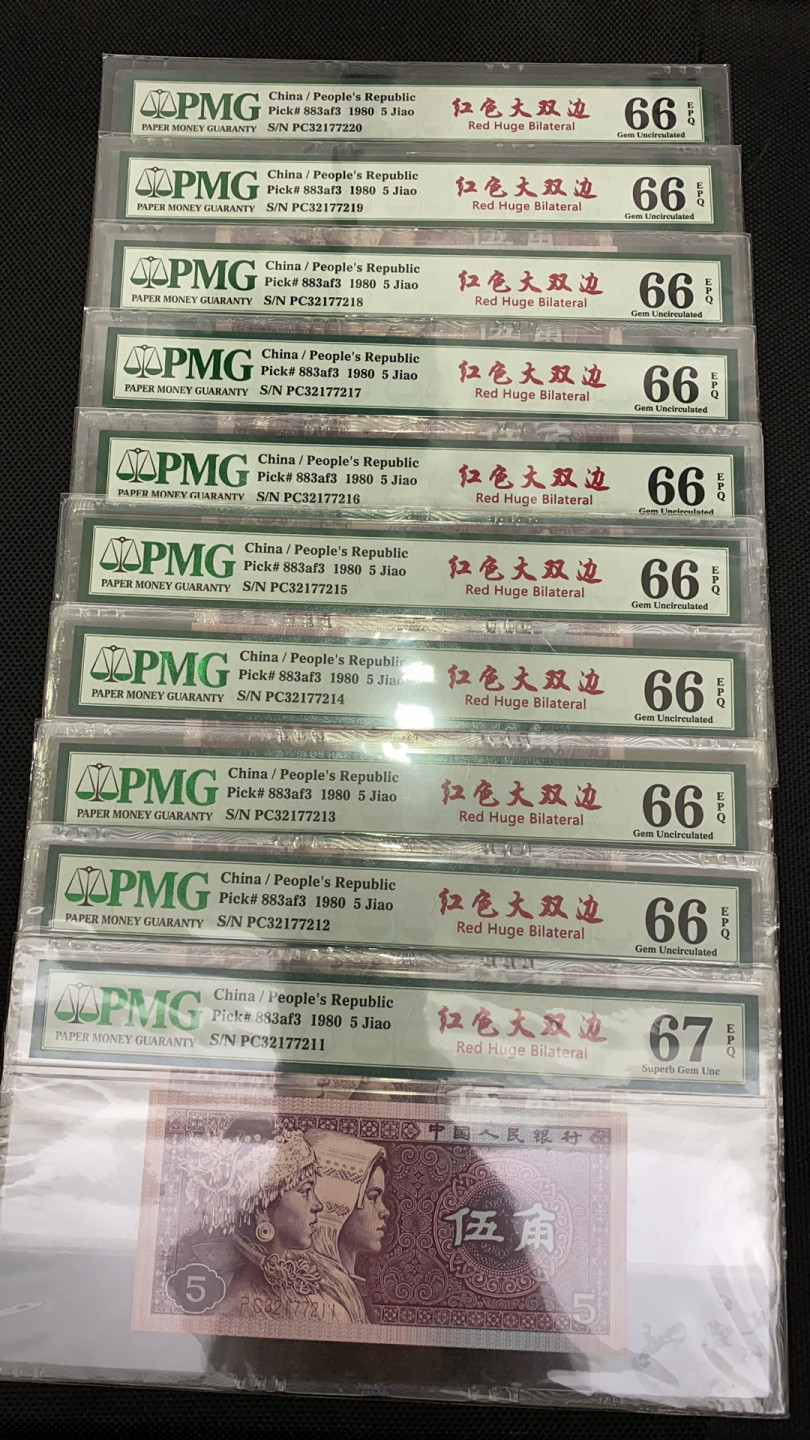 PMG
PAPER MONEY GUARANTY
China / People's Republic
Pick# 883af3 1980 5 Jiao
S/N PC32177220
红色大双边
Red Huge Bilateral
66
EPQ
Gem Uncirculated
PMG
PAPER MONEY GUARANTY
China / People's Republic
Pick# 883af3 1980 5 Jiao
S/N PC32177219
红色大双边
Red Huge Bilateral
66
EPQ
Gem Uncirculated
PMG
PAPER MONEY GUARANTY
China / People's Republic
Pick# 883af3 1980 5 Jiao
S/N PC32177218
红色大双边
Red Huge Bilateral
66
EPQ
Gem Uncirculated
PMG
PAPER MONEY GUARANTY
China / People's Republic
Pick# 883af3 1980 5 Jiao
S/N PC32177217
红色大双边
Red Huge Bilateral
66
EPQ
Gem Uncirculated
PMG
PAPER MONEY GUARANTY
China / People's Republic
Pick# 883af3 1980 5 Jiao
S/N PC32177216
红色大双边
Red Huge Bilateral
66
EPQ
Gem Uncirculated
PMG
PAPER MONEY GUARANTY
China / People's Republic
Pick# 883af3 1980 5 Jiao
S/N PC32177215
红色大双边
Red Huge Bilateral
66
EPQ
Gem Uncirculated
PMG
PAPER MONEY GUARANTY
China / People's Republic
Pick# 883af3 1980 5 Jiao
S/N PC32177214
红色大双边
Red Huge Bilateral
66
EPQ
Gem Uncirculated
PMG
PAPER MONEY GUARANTY
China / People's Republic
Pick# 883af3 1980 5 Jiao
S/N PC32177213
红色大双边
Red Huge Bilateral
66
EPQ
Gem Uncirculated
PMG
PAPER MONEY GUARANTY
China / People's Republic
Pick# 883af3 1980 5 Jiao
S/N PC32177212
红色大双边
Red Huge Bilateral
66
EPQ
Gem Uncirculated
PMG
PAPER MONEY GUARANTY
China / People's Republic
Pick# 883af3 1980 5 Jiao
S/N PC32177211
红色大双边
Red Huge Bilateral
67
EPQ
Superb Gem Unc
中国人民银行
伍角
5
PC32177211
5